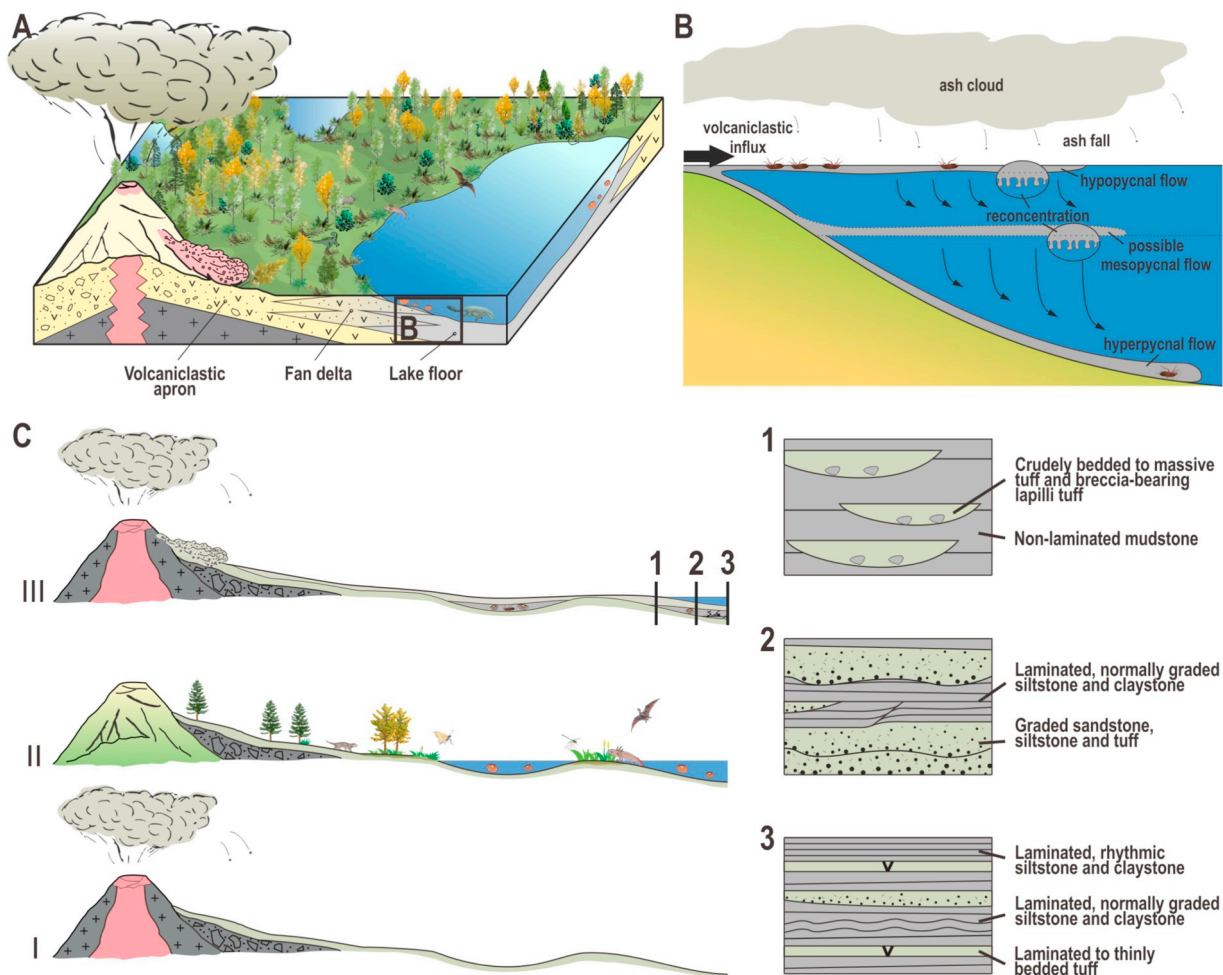 A
B
Volcaniclastic
apron
Fan delta
Lake floor
B
ash cloud
volcaniclastic
influx
ash fall
hypopycnal flow
reconcentration
possible
mesopycnal flow
hyperpycnal flow
C
III
1
2
3
II
I
1
Crudely bedded to massive
tuff and breccia-bearing
lapilli tuff
Non-laminated mudstone
2
Laminated, normally graded
siltstone and claystone
Graded sandstone,
siltstone and tuff
3
Laminated, rhythmic
siltstone and claystone
Laminated, normally graded
siltstone and claystone
Laminated to thinly
bedded tuff